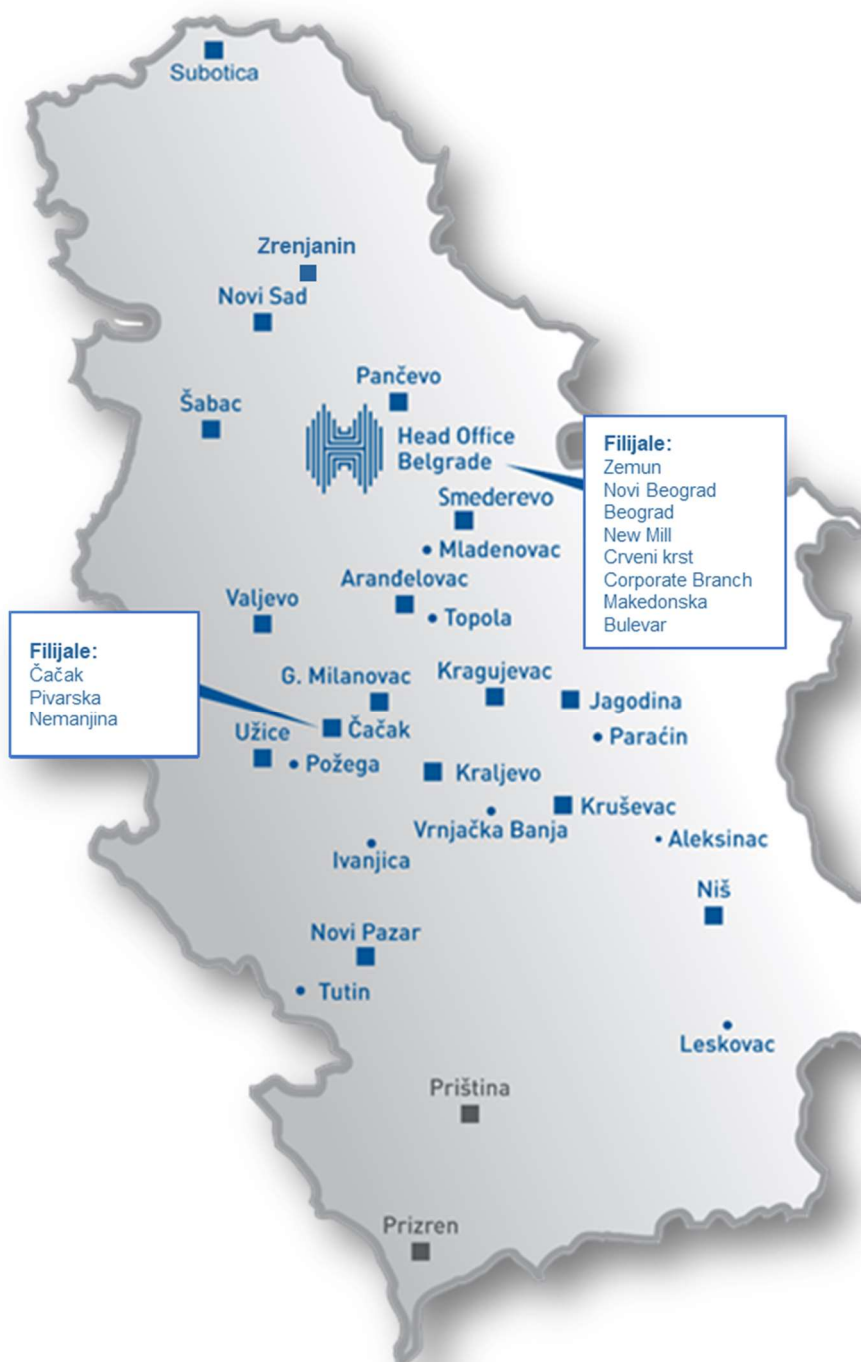 Subotica
Zrenjanin
Novi Sad
Pančevo
Šabac
Head Office
Belgrade
Filijale:
Zemun
Novi Beograd
Beograd
New Mill
Crveni krst
Corporate Branch
Makedonska
Bulevar
Smederevo
Mladenovac
Aranđelovac
Valjevo
Topola
Filijale:
Čačak
Pivarska
Nemanjina
G. Milanovac
Kragujevac
Jagodina
Čačak
Užice
Paraćin
Požega
Kraljevo
Kruševac
Vrnjačka Banja
Aleksinac
Ivanjica
Niš
Novi Pazar
Tutin
Leskovac
Priština
Prizren